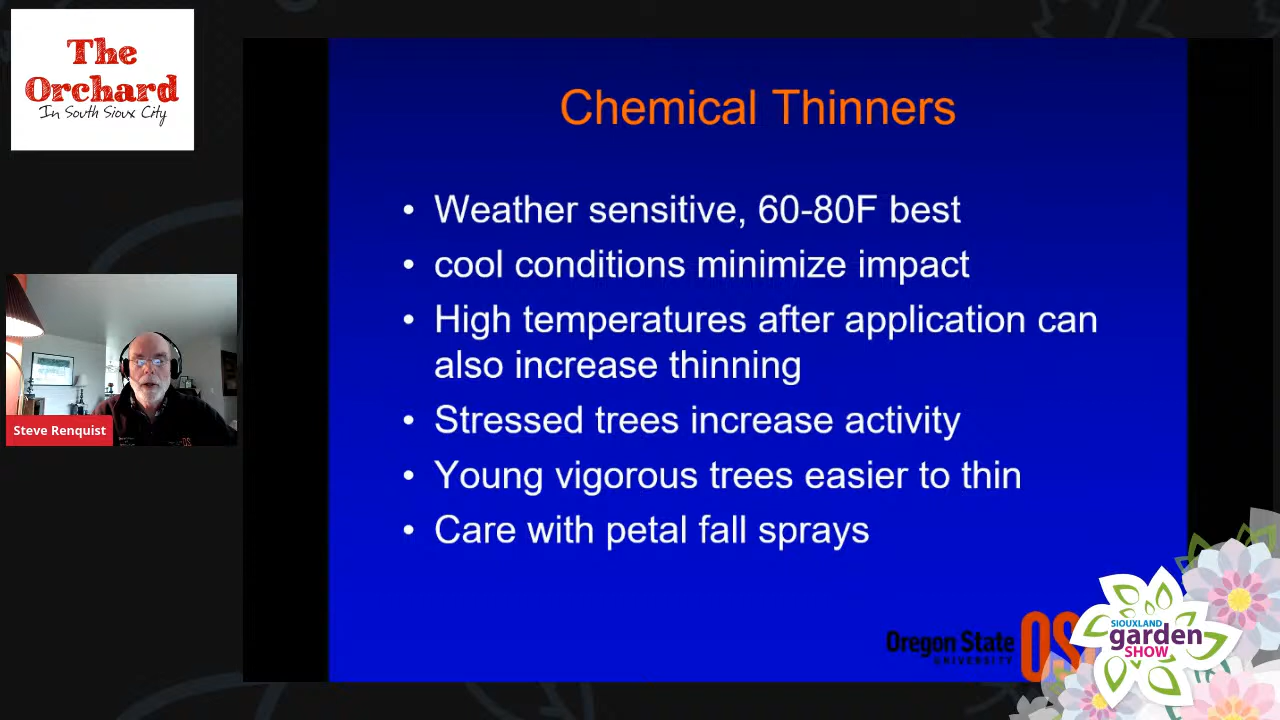 The
Orchard
In South Sioux City
Chemical Thinners
• Weather sensitive, 60-80F best
• cool conditions minimize impact
• High temperatures after application can
also increase thinning
• Stressed trees increase activity
• Young vigorous trees easier to thin
• Care with petal fall sprays
Steve Renquist
Oregon State
UNIVERSITY
OS
SIOUXLAND
garden
SHOW